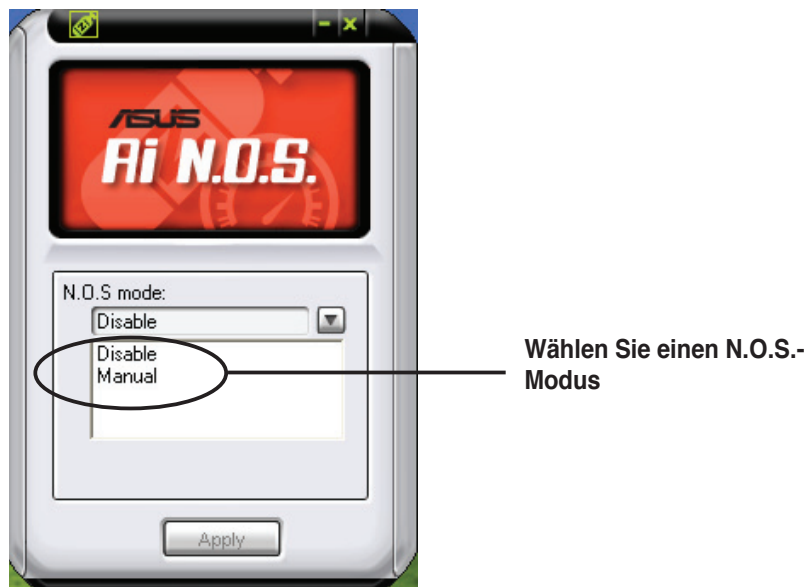 ASUS
Ai N.O.S.
N.O.S mode:
Disable
Disable
Manual
Wählen Sie einen N.O.S.-
Modus
Apply